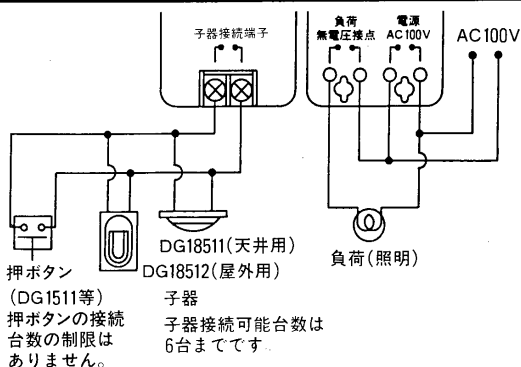 子器接続端子
負荷
無電圧接点
電源
AC100V
AC100V
押ボタン
(DG1511等)
押ボタンの接続
台数の制限は
ありません。
DG18511(天井用)
DG18512(屋外用)
子器
子器接続可能台数は
6台までです
負荷(照明)